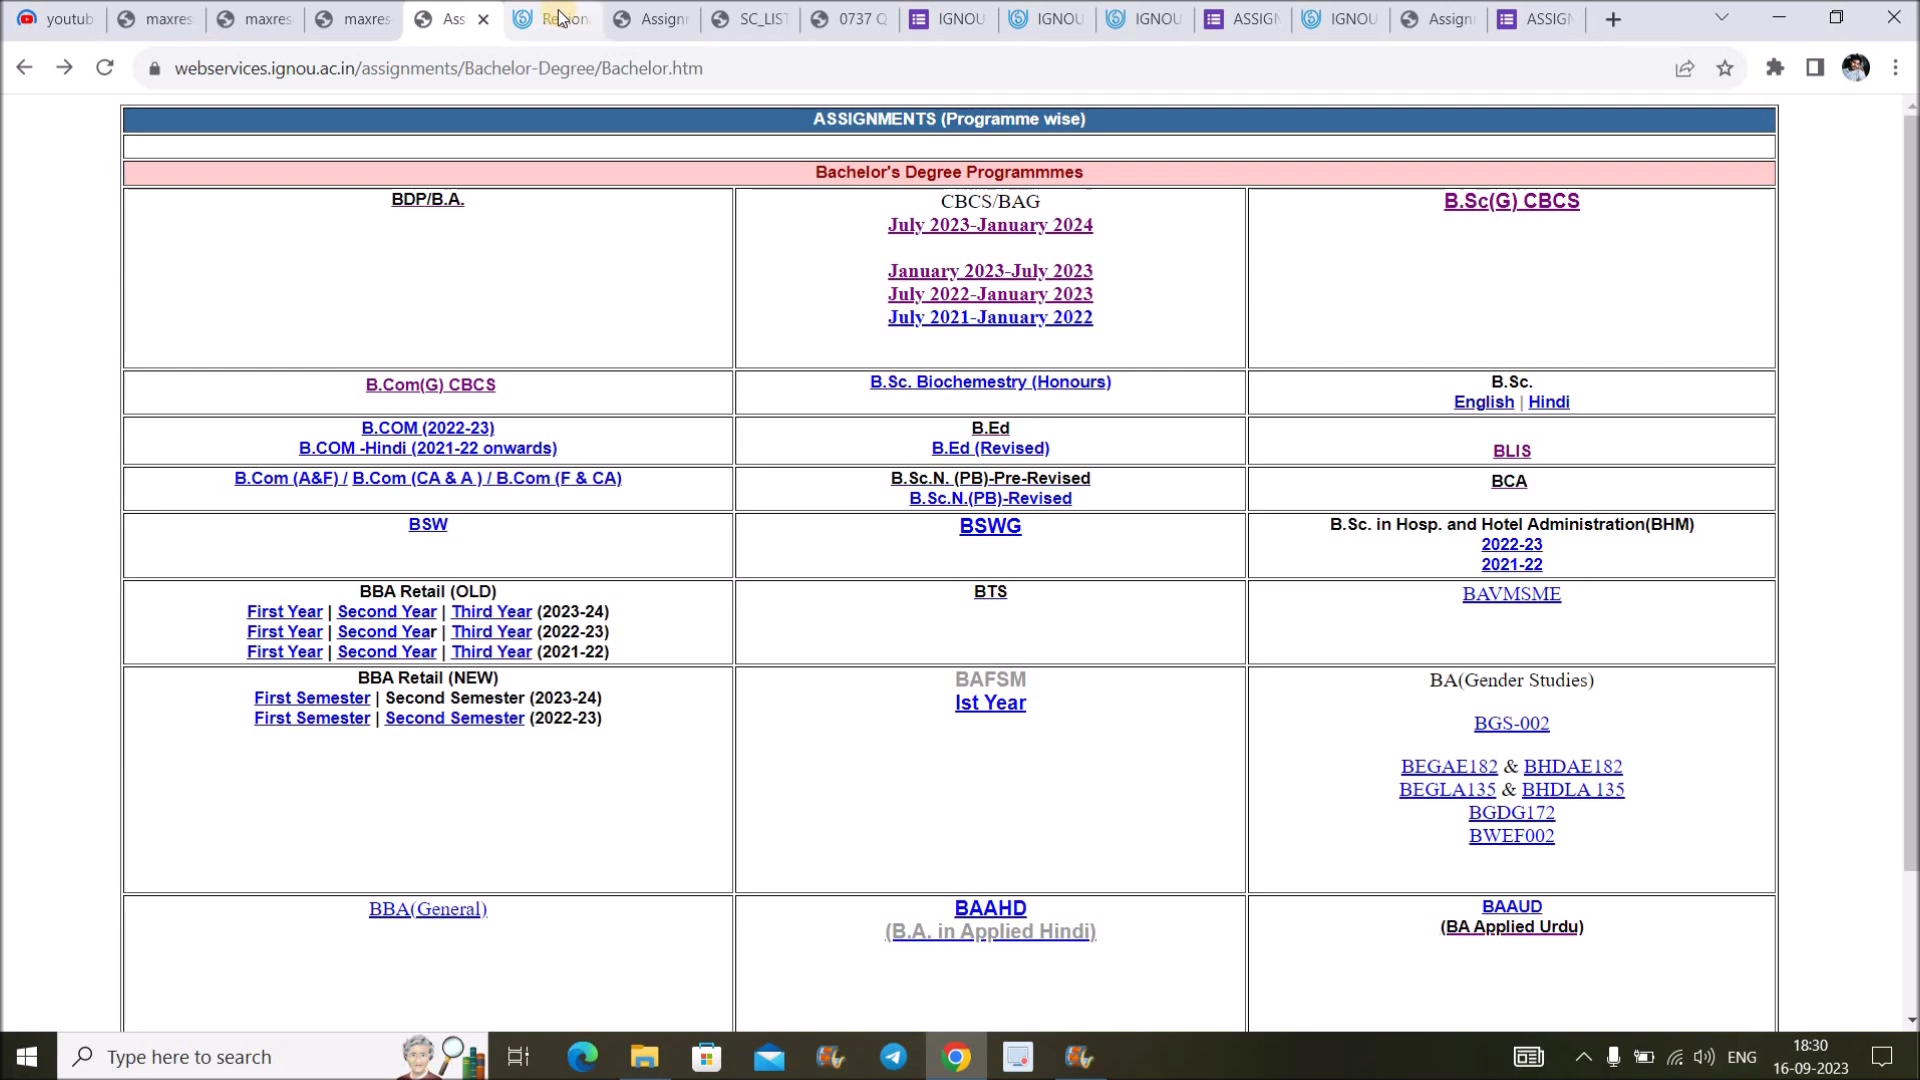 youtub
maxres
maxres
maxres
Ass
Region
Assignr
SC_LIST
0737 Q
IGNOU
IGNOU
IGNOU
ASSIGN
IGNOU
Assign
ASSIGN
webservices.ignou.ac.in/assignments/Bachelor-Degree/Bachelor.htm
ASSIGNMENTS (Programme wise)
Bachelor's Degree Programmmes
BDP/B.A.
CBCS/BAG
July 2023-January 2024
January 2023-July 2023
July 2022-January 2023
July 2021-January 2022
B.Sc(G) CBCS
B.Com(G) CBCS
B.Sc. Biochemestry (Honours)
B.Sc.
English | Hindi
B.COM (2022-23)
B.COM -Hindi (2021-22 onwards)
B.Ed
B.Ed (Revised)
BLIS
B.Com (A&F) / B.Com (CA & A ) / B.Com (F & CA)
B.Sc.N. (PB)-Pre-Revised
B.Sc.N.(PB)-Revised
BCA
BSW
BSWG
B.Sc. in Hosp. and Hotel Administration(BHM)
2022-23
2021-22
BBA Retail (OLD)
First Year | Second Year | Third Year (2023-24)
First Year | Second Year | Third Year (2022-23)
First Year | Second Year | Third Year (2021-22)
BTS
BAVMSME
BBA Retail (NEW)
First Semester | Second Semester (2023-24)
First Semester | Second Semester (2022-23)
BAFSM
Ist Year
BA(Gender Studies)
BGS-002
BEGAE182 & BHDAE182
BEGLA135 & BHDLA 135
BGDG172
BWEF002
BBA(General)
BAAHD
(B.A. in Applied Hindi)
BAAUD
(BA Applied Urdu)
Type here to search
ENG
18:30
16-09-2023